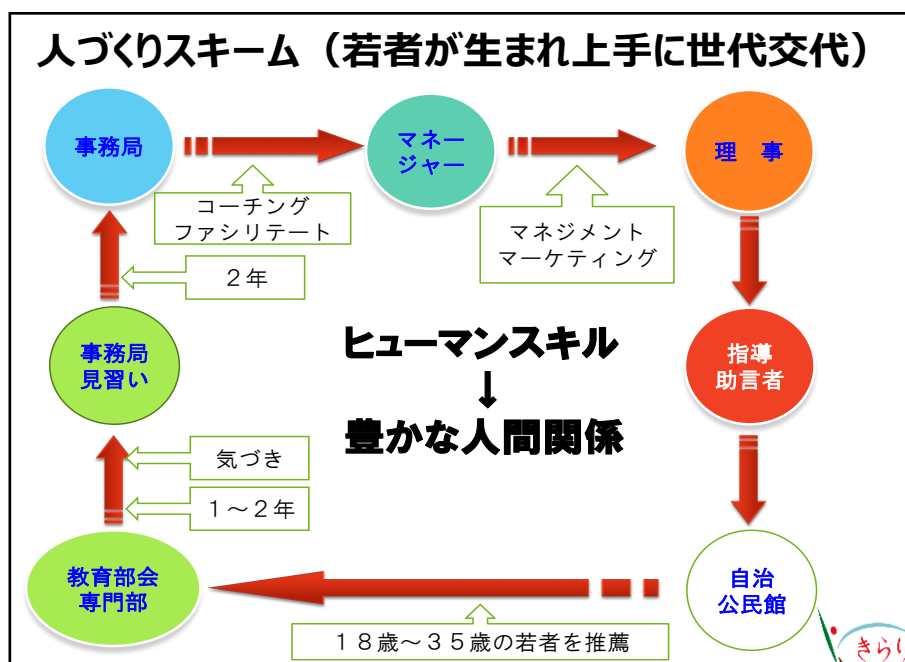 人づくりスキーム（若者が生まれ上手に世代交代）
事務局
マネー
ジャー
理　事
コーチング
ファシリテート
マネジメント
マーケティング
２年
事務局
見習い
ヒューマンスキル
↓
豊かな人間関係
指導
助言者
気づき
１～２年
教育部会
専門部
自治
公民館
１８歳～３５歳の若者を推薦
きらり